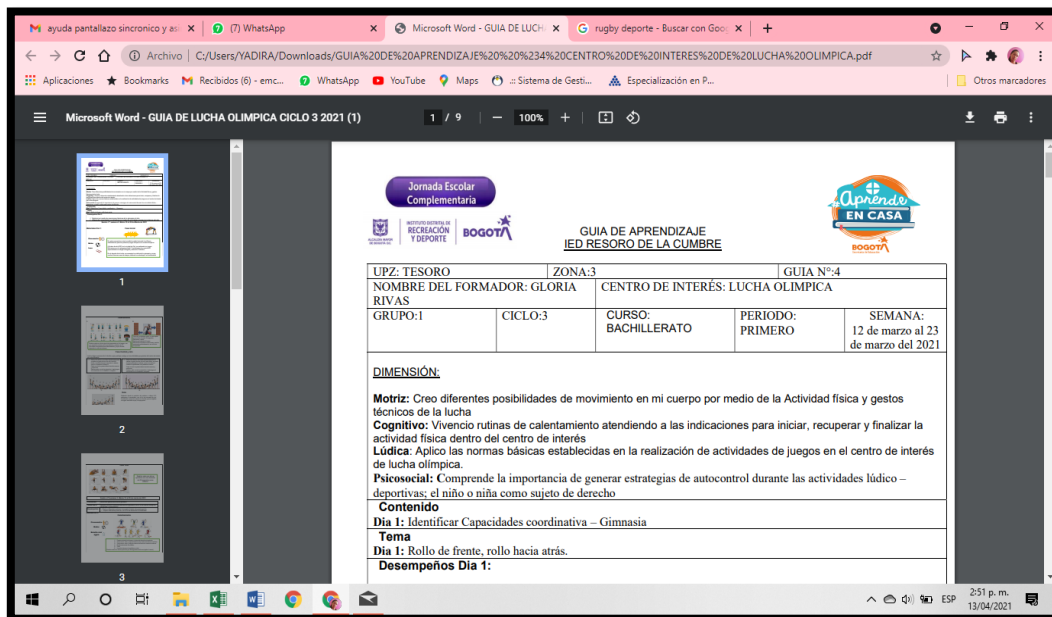 ayuda pantallazo sincronico y as
(7) WhatsApp
Microsoft Word - GUIA DE LUCH
rugby deporte - Buscar con Goo
Archivo | C:/Users/YADIRA/Downloads/GUIA%20DE%20APRENDIZAJE%20%20%234%20CENTRO%20DE%20INTERES%20DE%20LUCHA%20OLIMPICA.pdf
Aplicaciones Bookmarks Recibidos (6) - emc... WhatsApp YouTube Maps .:: Sistema de Gesti... Especialización en P... Otros marcadores
Microsoft Word - GUIA DE LUCHA OLIMPICA CICLO 3 2021 (1) 1 / 9 100%
1
2
3
Jornada Escolar
Complementaria
INSTITUTO DISTRITAL DE
RECREACIÓN
Y DEPORTE
BOGOTÁ
aprende
EN CASA
BOGOTÁ
GUIA DE APRENDIZAJE
IED RESORO DE LA CUMBRE
UPZ: TESORO ZONA:3 GUIA N°:4
NOMBRE DEL FORMADOR: GLORIA
RIVAS
CENTRO DE INTERÉS: LUCHA OLIMPICA
GRUPO:1
CICLO:3
CURSO:
BACHILLERATO
PERIODO:
PRIMERO
SEMANA:
12 de marzo al 23
de marzo del 2021
DIMENSIÓN:
Motriz: Creo diferentes posibilidades de movimiento en mi cuerpo por medio de la Actividad física y gestos
técnicos de la lucha
Cognitivo: Vivencio rutinas de calentamiento atendiendo a las indicaciones para iniciar, recuperar y finalizar la
actividad física dentro del centro de interés
Lúdica: Aplico las normas básicas establecidas en la realización de actividades de juegos en el centro de interés
de lucha olímpica.
Psicosocial: Comprende la importancia de generar estrategias de autocontrol durante las actividades lúdico –
deportivas; el niño o niña como sujeto de derecho
Contenido
Dia 1: Identificar Capacidades coordinativa – Gimnasia
Tema
Dia 1: Rollo de frente, rollo hacia atrás.
Desempeños Dia 1:
ESP
2:51 p. m.
13/04/2021